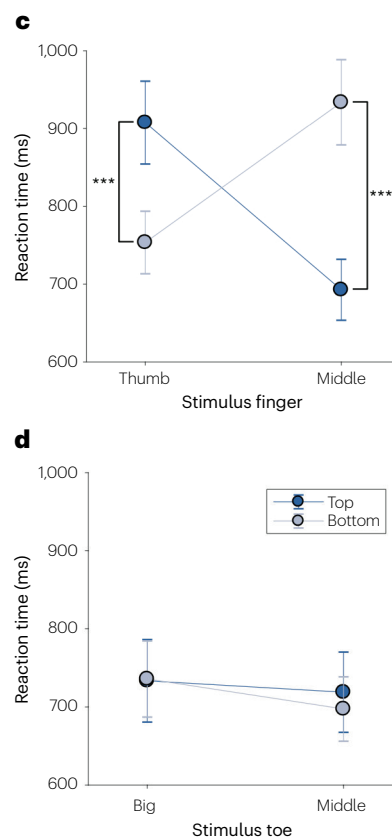 c
1,000
900
800
700
600
Reaction time (ms)
***
***
Thumb
Middle
Stimulus finger
d
1,000
900
800
700
600
Reaction time (ms)
Top
Bottom
Big
Middle
Stimulus toe